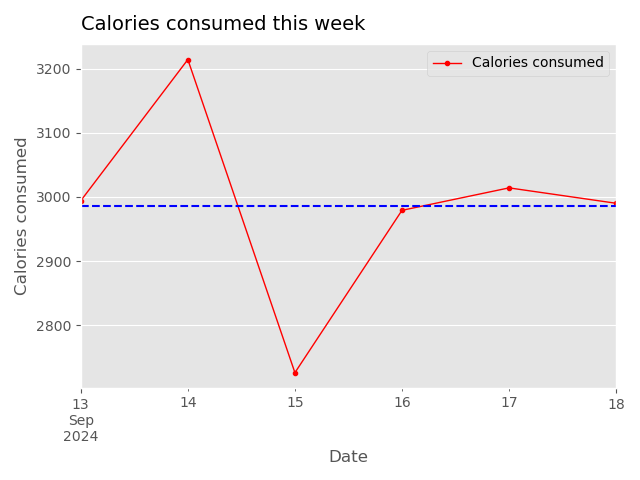 Calories consumed this week
Calories consumed
3200
3100
3000
2900
2800
Calories consumed
13
Sep
2024
14
15
16
17
18
Date